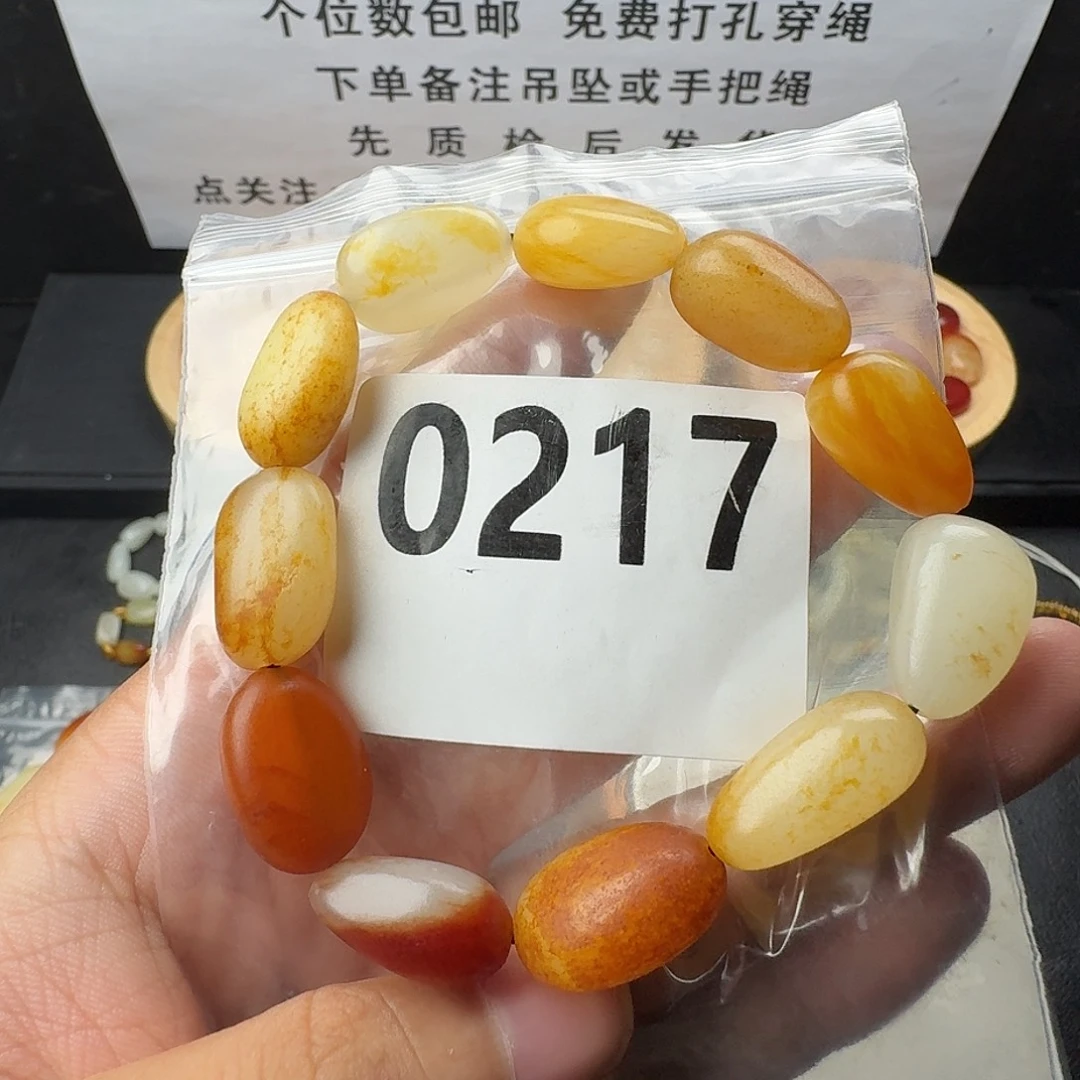 个位数包邮 免费打孔穿绳
下单备注吊坠或手把绳
先质检后发货
点关注
0217